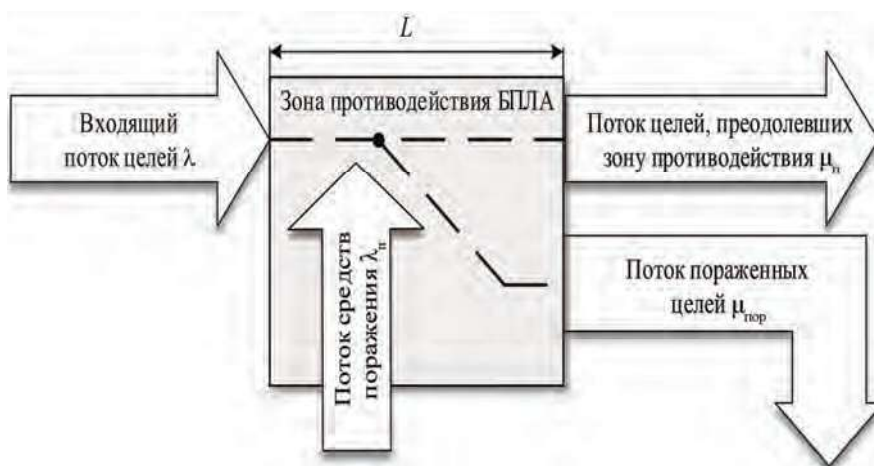 L
Зона противодействия БПЛА
Входящий
поток целей λ
Поток целей, преодолевших
зону противодействия μп
Поток средств
поражения λп
Поток пораженных
целей μпор